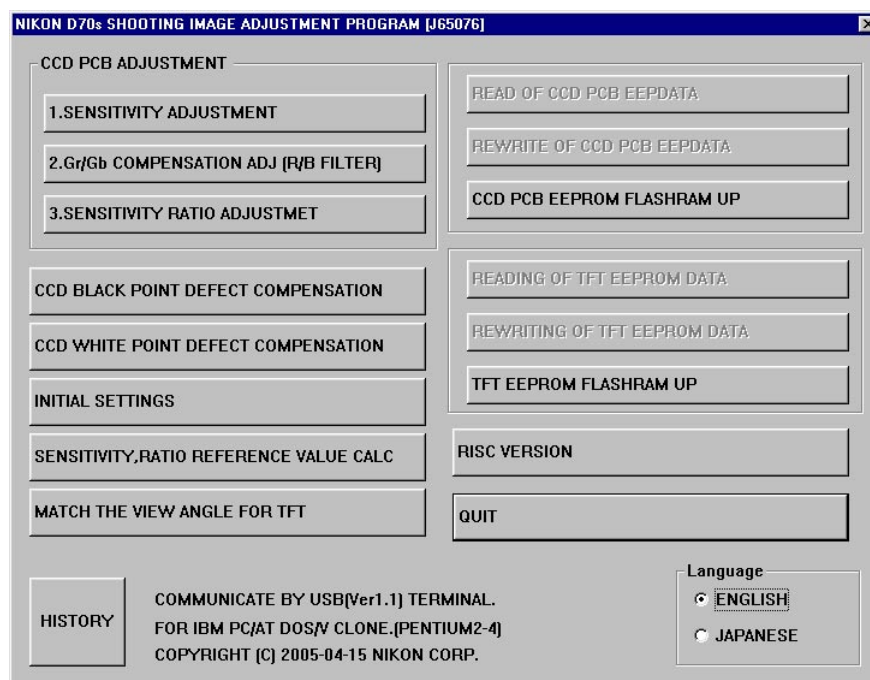 NIKON D70s SHOOTING IMAGE ADJUSTMENT PROGRAM [J65076]
CCD PCB ADJUSTMENT
1.SENSITIVITY ADJUSTMENT
2.Gr/Gb COMPENSATION ADJ (R/B FILTER)
3.SENSITIVITY RATIO ADJUSTMET
CCD BLACK POINT DEFECT COMPENSATION
CCD WHITE POINT DEFECT COMPENSATION
INITIAL SETTINGS
SENSITIVITY,RATIO REFERENCE VALUE CALC
MATCH THE VIEW ANGLE FOR TFT
READ OF CCD PCB EEPDATA
REWRITE OF CCD PCB EEPDATA
CCD PCB EEPROM FLASHRAM UP
READING OF TFT EEPROM DATA
REWRITING OF TFT EEPROM DATA
TFT EEPROM FLASHRAM UP
RISC VERSION
QUIT
HISTORY
COMMUNICATE BY USB(Ver1.1) TERMINAL.
FOR IBM PC/AT DOS/V CLONE.(PENTIUM2-4)
COPYRIGHT (C) 2005-04-15 NIKON CORP.
Language
ENGLISH
JAPANESE